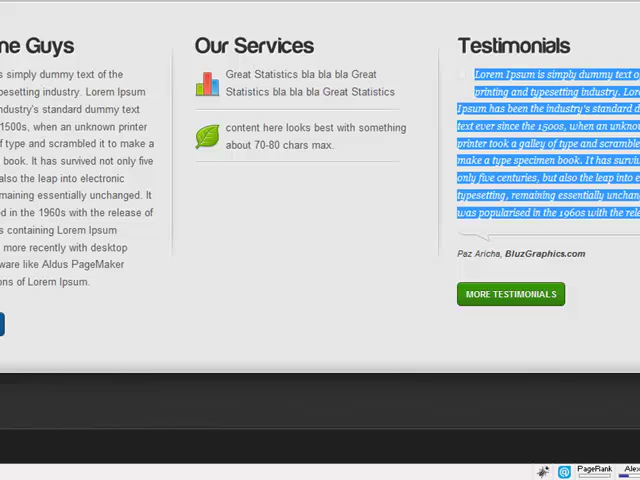 ne Guys
s simply dummy text of the
pesetting industry. Lorem Ipsum
ndustry's standard dummy text
1500s, when an unknown printer
of type and scrambled it to make a
book. It has survived not only five
also the leap into electronic
maining essentially unchanged. It
d in the 1960s with the release of
s containing Lorem Ipsum
more recently with desktop
ware like Aldus PageMaker
ons of Lorem Ipsum.
Our Services
Great Statistics bla bla bla Great
Statistics bla bla bla Great Statistics
content here looks best with something
about 70-80 chars max.
Testimonials
Lorem Ipsum is simply dummy text o
printing and typesetting industry. Lore
Ipsum has been the industry's standard d
text ever since the 1500s, when an unkno
printer took a galley of type and scramble
make a type specimen book. It has surviv
only five centuries, but also the leap into e
typesetting, remaining essentially unchan
was popularised in the 1960s with the rele
Paz Aricha, BluzGraphics.com
MORE TESTIMONIALS
PageRank
Alex